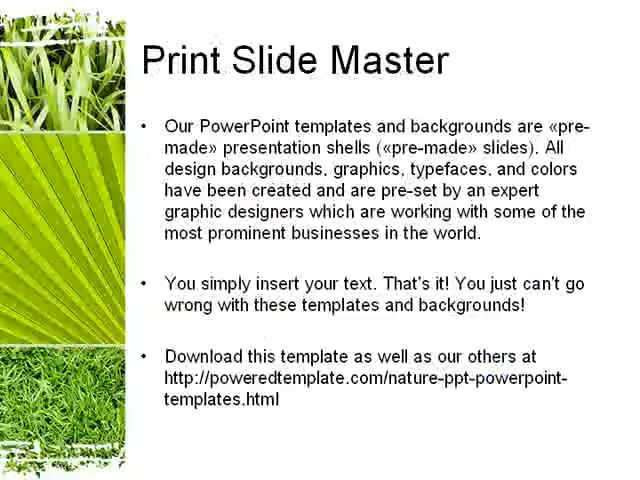 Print Slide Master
• Our PowerPoint templates and backgrounds are «pre-
made» presentation shells («pre-made» slides). All
design backgrounds, graphics, typefaces, and colors
have been created and are pre-set by an expert
graphic designers which are working with some of the
most prominent businesses in the world.
• You simply insert your text. That's it! You just can't go
wrong with these templates and backgrounds!
• Download this template as well as our others at
http://poweredtemplate.com/nature-ppt-powerpoint-
templates.html